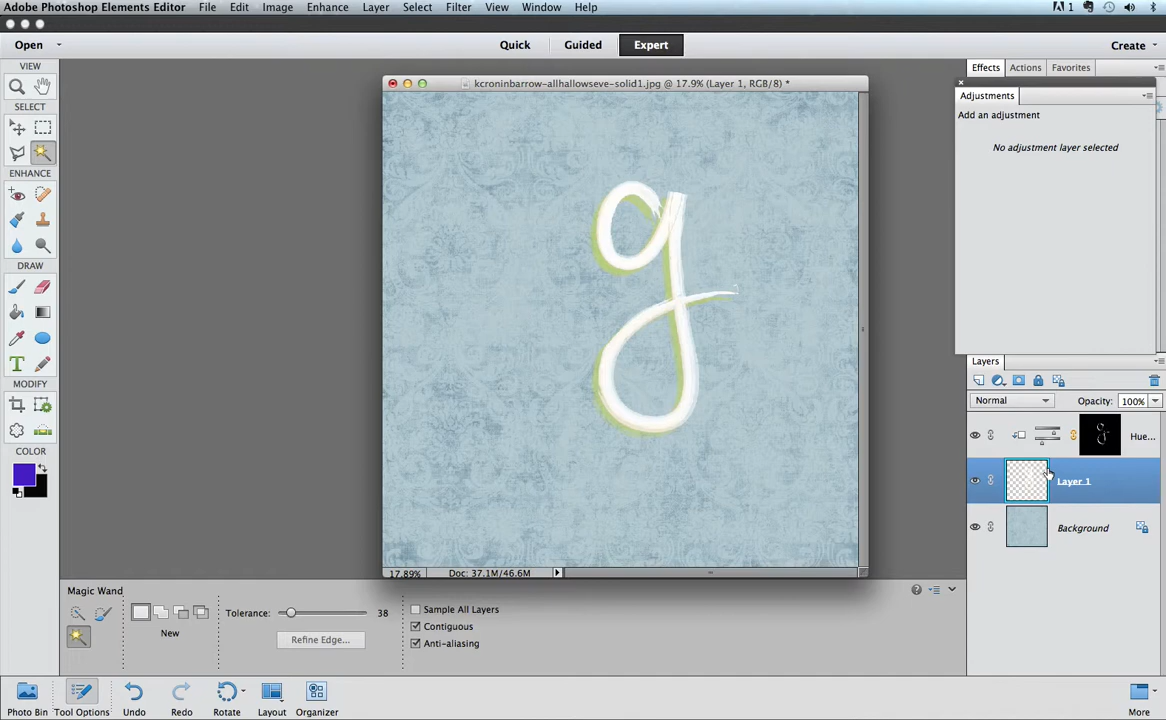 Adobe Photoshop Elements Editor File Edit Image Enhance Layer Select Filter View Window Help 1
Open Quick Guided Expert Create
VIEW
SELECT
ENHANCE
DRAW
T
MODIFY
COLOR
kcroninbarrow-allhallowseve-solid1.jpg @ 17.9% (Layer 1, RGB/8) *
g
17.89% Doc: 37.1M/46.6M
Effects Actions Favorites
Adjustments
Add an adjustment
No adjustment layer selected
Layers
Normal Opacity: 100%
Hue...
Layer 1
Background
Magic Wand
New
Tolerance: 38
Refine Edge...
Sample All Layers
Contiguous
Anti-aliasing
Photo Bin Tool Options Undo Redo Rotate Layout Organizer More